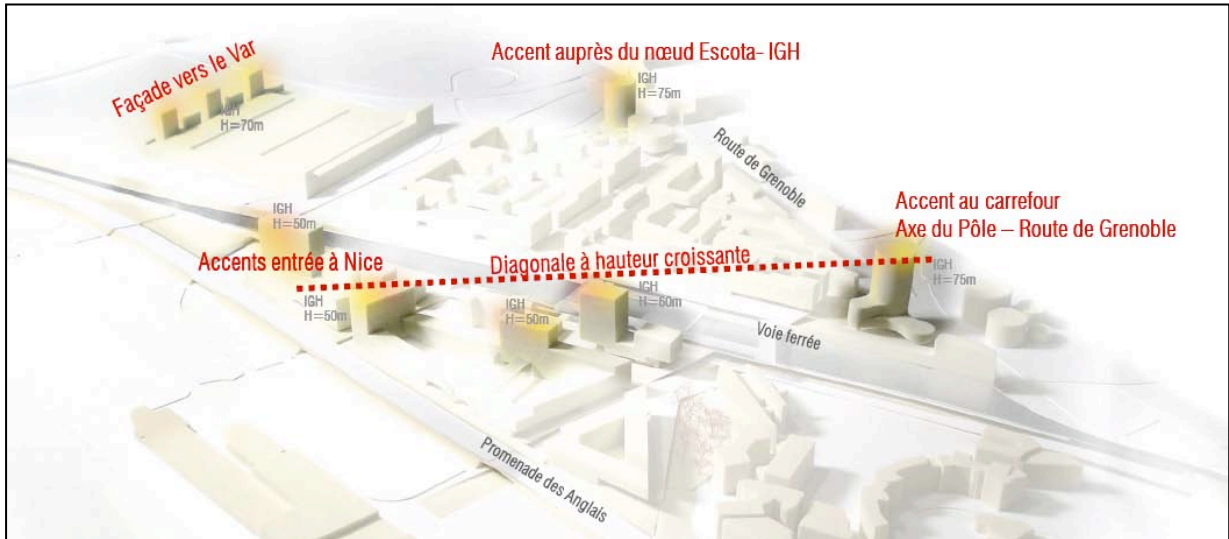 Façade vers le Var
IGH
H=70m
Accent auprès du nœud Escota- IGH
IGH
H=75m
Route de Grenoble
Accent au carrefour
Axe du Pôle – Route de Grenoble
IGH
H=75m
IGH
H=50m
Accents entrée à Nice
Diagonale à hauteur croissante
IGH
H=50m
IGH
H=50m
IGH
H=60m
Voie ferrée
Promenade des Anglais